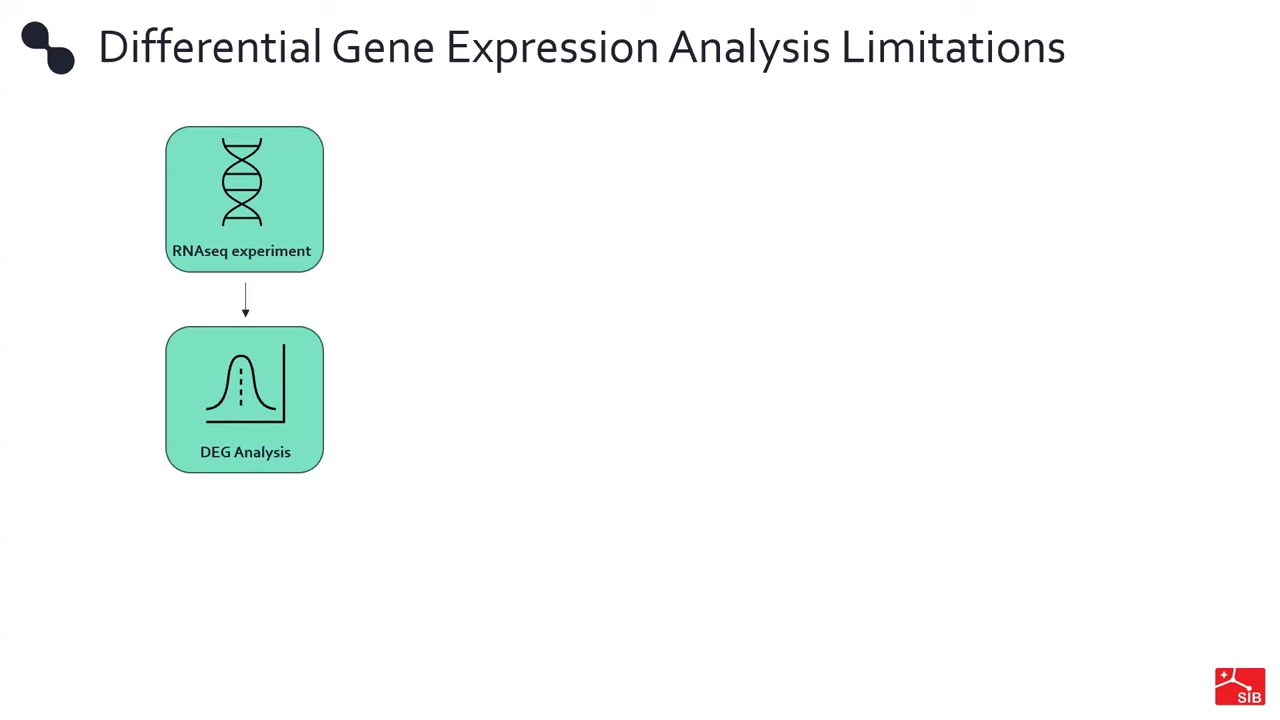 Differential Gene Expression Analysis Limitations
RNAseq experiment
DEG Analysis
SIB